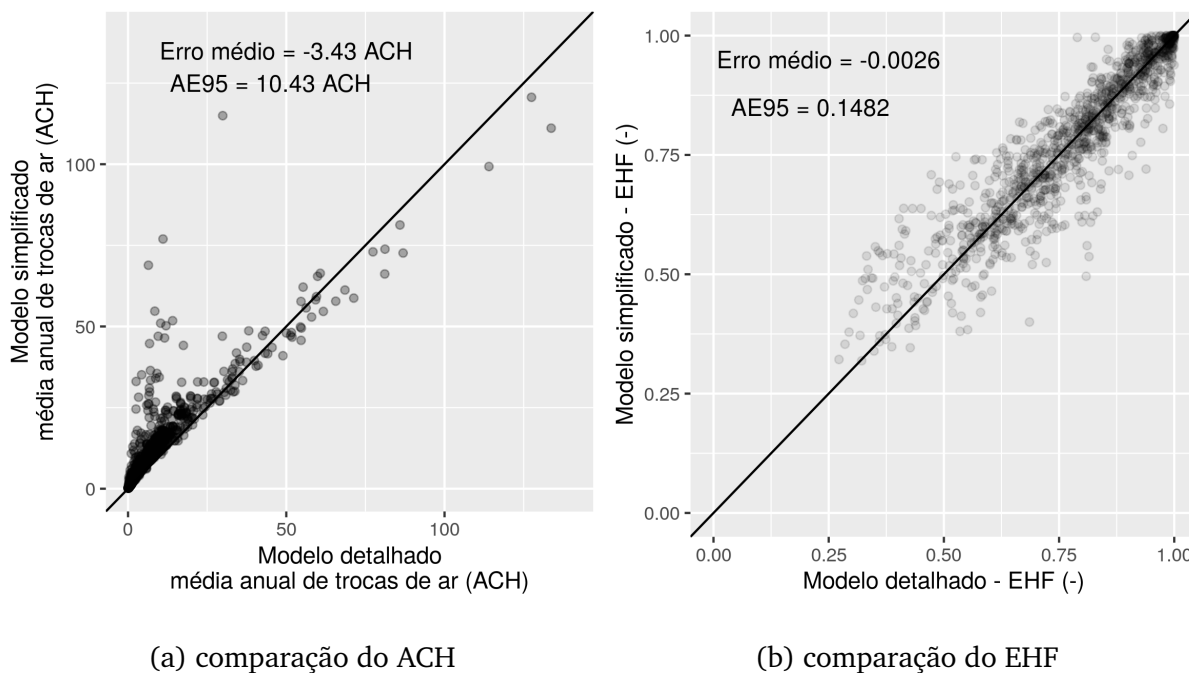 Erro médio = -3.43 ACH
AE95 = 10.43 ACH
100
50
0
0
50
100
Modelo simplificado
média anual de trocas de ar (ACH)
Modelo detalhado
média anual de trocas de ar (ACH)
(a) comparação do ACH
Erro médio = -0.0026
AE95 = 0.1482
1.00
0.75
0.50
0.25
0.00
0.00
0.25
0.50
0.75
1.00
Modelo simplificado - EHF (-)
Modelo detalhado - EHF (-)
(b) comparação do EHF